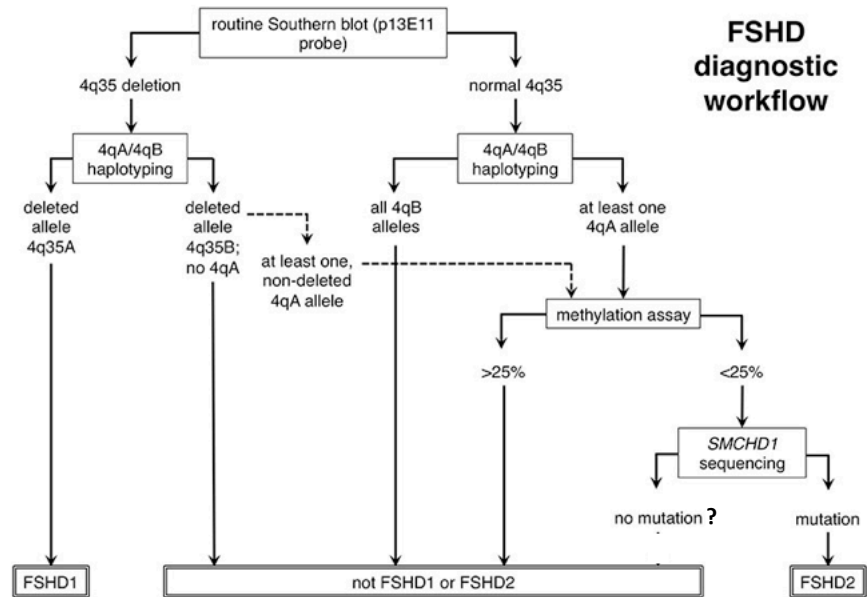 routine Southern blot (p13E11
probe)
FSHD
diagnostic
workflow
4q35 deletion
normal 4q35
4qA/4qB
haplotyping
4qA/4qB
haplotyping
deleted
allele
4q35A
deleted
allele
4q35B;
no 4qA
at least one,
non-deleted
4qA allele
all 4qB
alleles
at least one
4qA allele
methylation assay
>25%
<25%
SMCHD1
sequencing
no mutation ?
mutation
FSHD1
not FSHD1 or FSHD2
FSHD2